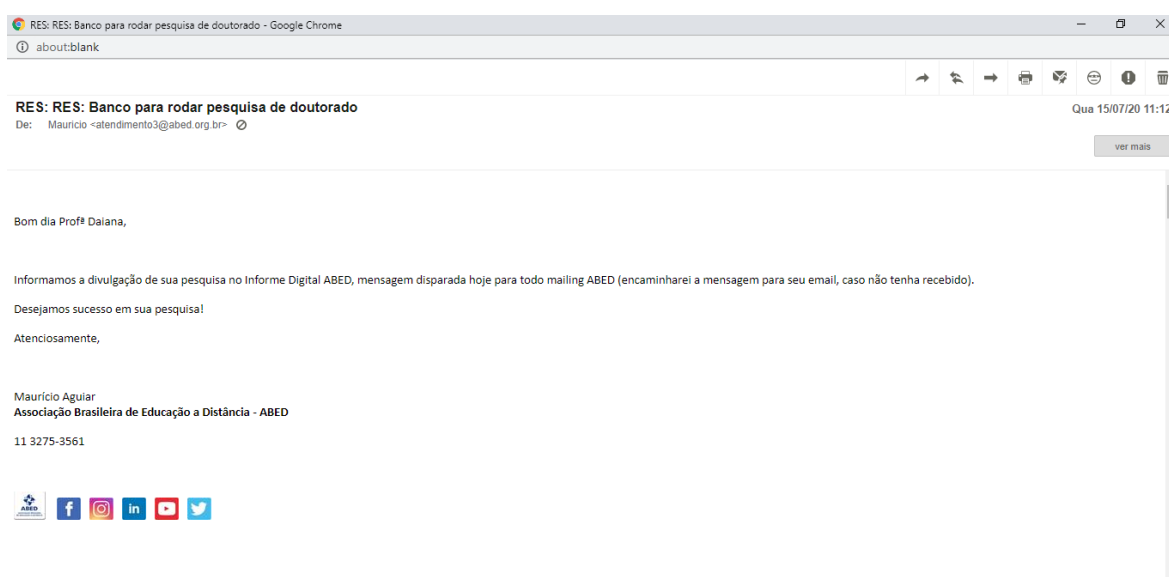 RES: RES: Banco para rodar pesquisa de doutorado - Google Chrome
about:blank
RES: RES: Banco para rodar pesquisa de doutorado
Qua 15/07/20 11:12
De: Mauricio <atendimento3@abed.org.br>
ver mais
Bom dia Profª Daiana,
Informamos a divulgação de sua pesquisa no Informe Digital ABED, mensagem disparada hoje para todo mailing ABED (encaminharei a mensagem para seu email, caso não tenha recebido).
Desejamos sucesso em sua pesquisa!
Atenciosamente,
Maurício Aguiar
Associação Brasileira de Educação a Distância - ABED
11 3275-3561
ABED